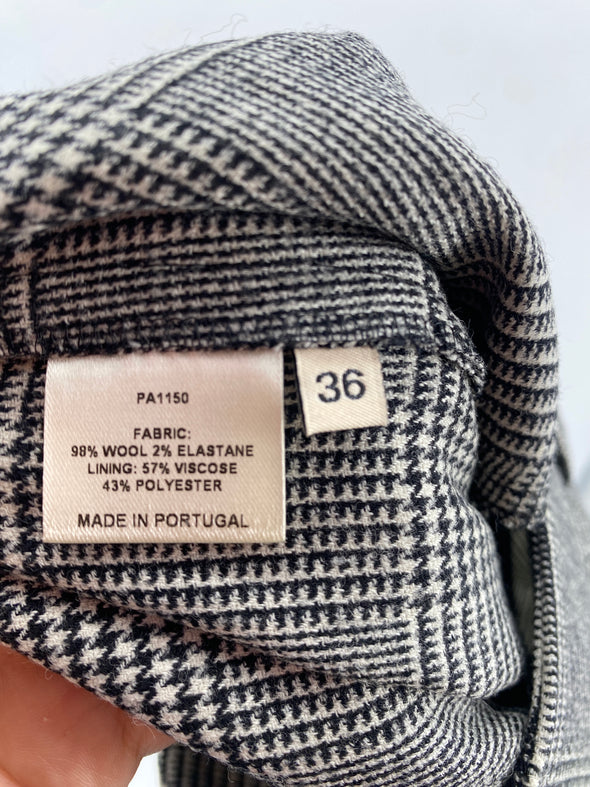 PA1150
FABRIC:
98% WOOL 2% ELASTANE
LINING: 57% VISCOSE
43% POLYESTER
MADE IN PORTUGAL
36